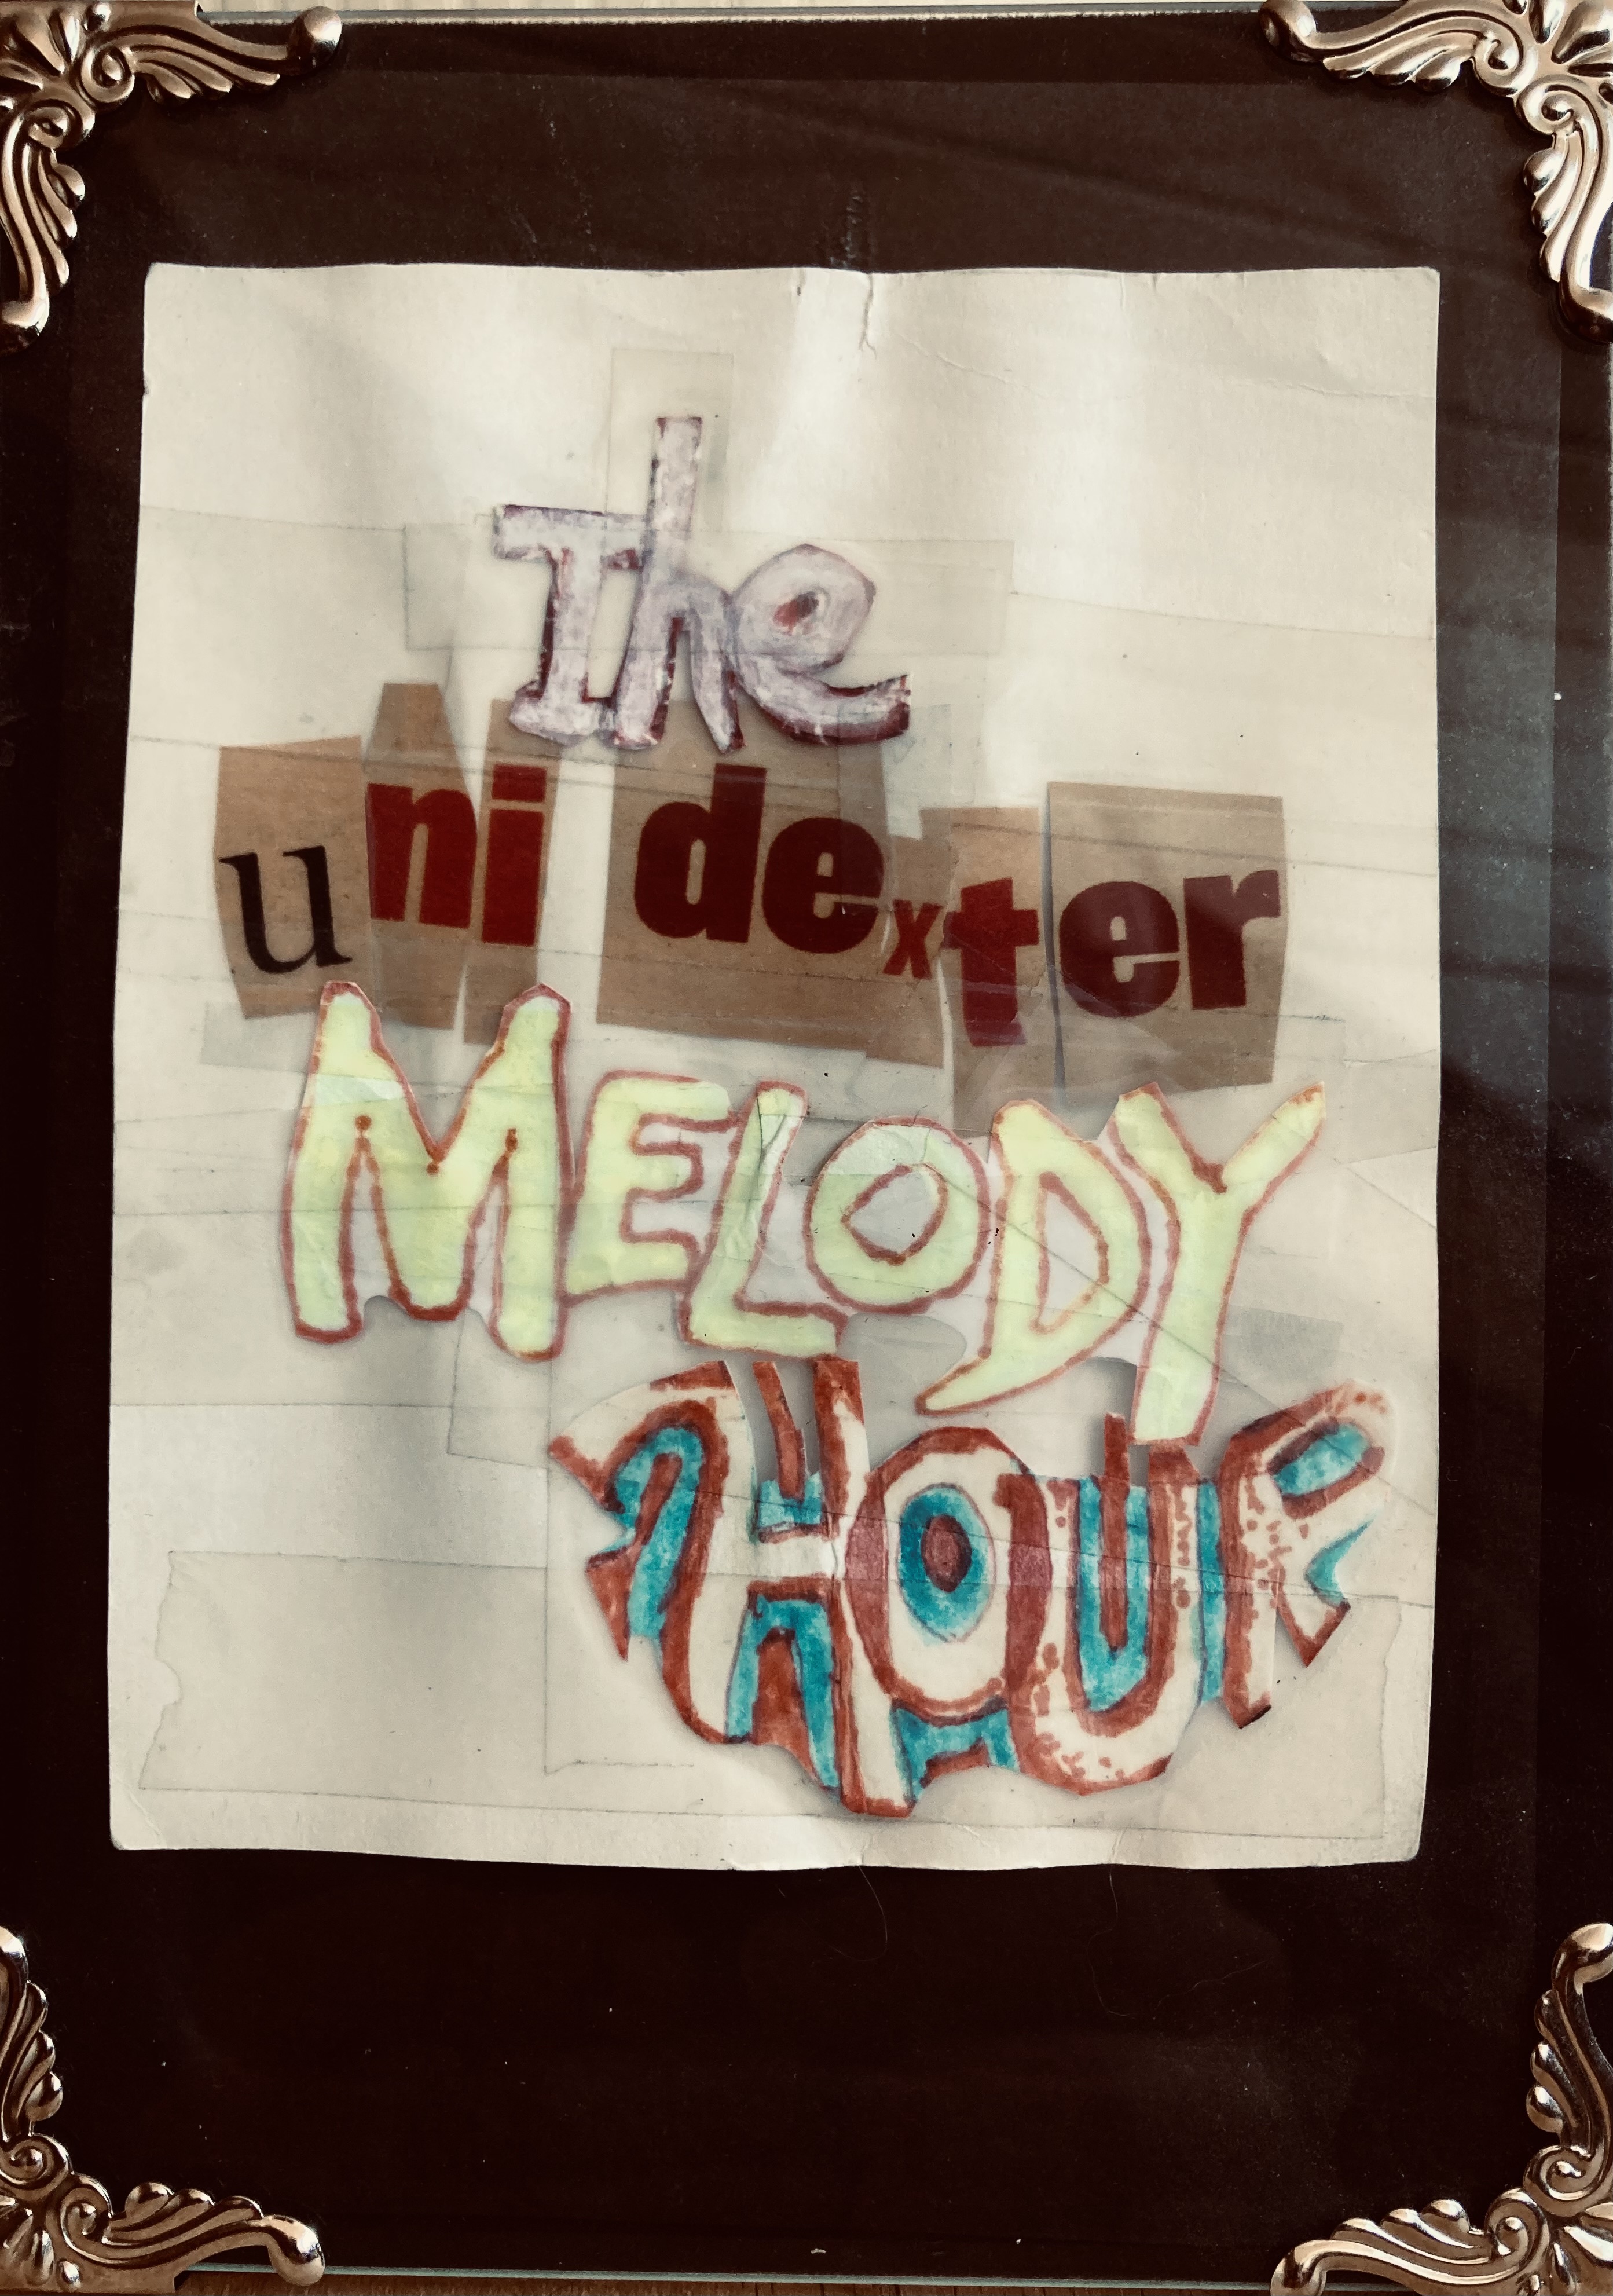 The
uni dexter
MELODY
HOUR